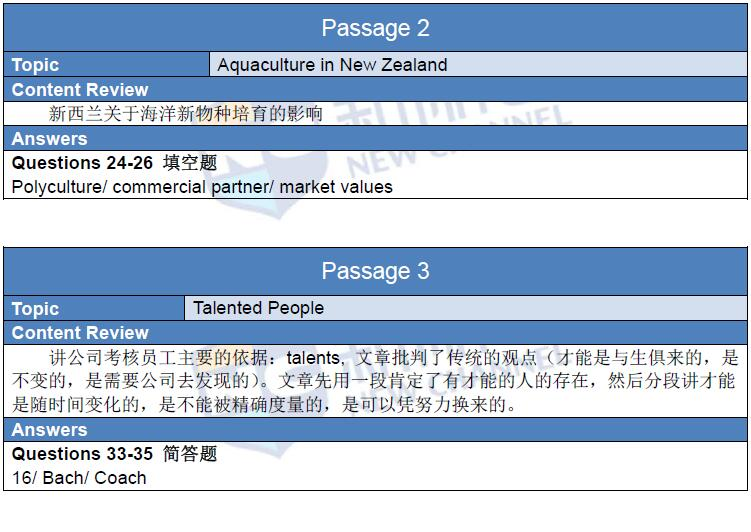 Passage 2
Topic Aquaculture in New Zealand
Content Review
新西兰关于海洋新物种培育的影响
Answers
Questions 24-26 填空题
Polyculture/ commercial partner/ market values
NEW CHANNEL
Passage 3
Topic Talented People
Content Review
讲公司考核员工主要的依据：talents, 文章批判了传统的观点（才能是与生俱来的，是
不变的，是需要公司去发现的）。文章先用一段肯定了有才能的人的存在，然后分段讲才能
是随时间变化的，是不能被精确度量的，是可以凭努力换来的。
NEW CHANNEL
Answers
Questions 33-35 简答题
16/ Bach/ Coach